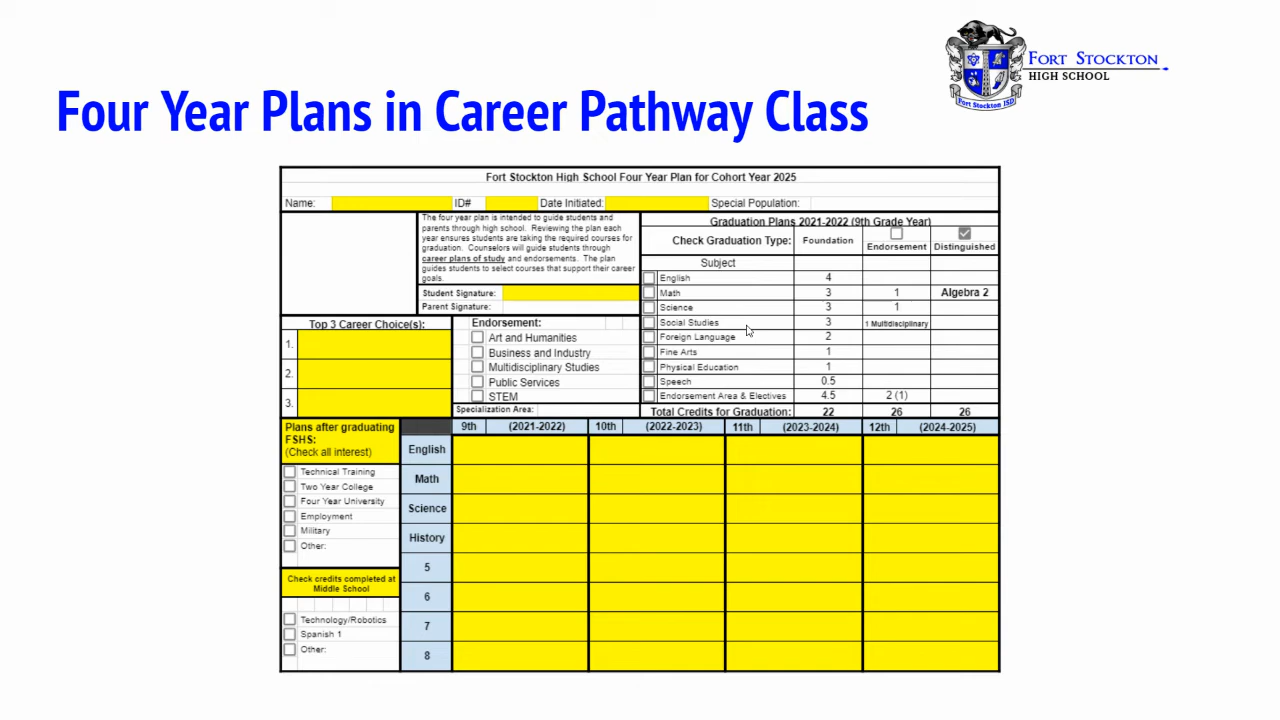 FORT STOCKTON
HIGH SCHOOL
Fort Stockton ISD
Four Year Plans in Career Pathway Class
Fort Stockton High School Four Year Plan for Cohort Year 2025
Name: ID# Date Initiated: Special Population:
The four year plan is intended to guide students and
parents through high school. Reviewing the plan each
year ensures students are taking the required courses for
graduation. Counselors will guide students through
career plans of study and endorsements. The plan
guides students to select courses that support their career
goals.
Student Signature:
Parent Signature:
Graduation Plans 2021-2022 (9th Grade Year)
Check Graduation Type: Foundation Endorsement Distinguished
Subject
English 4
Math 3 1 Algebra 2
Science 3 1
Social Studies 3 1 Multidisciplinary
Foreign Language 2
Fine Arts 1
Physical Education 1
Speech 0.5
Endorsement Area & Electives 4.5 2 (1)
Total Credits for Graduation: 22 26 26
Top 3 Career Choice(s):
1.
2.
3.
Endorsement:
Art and Humanities
Business and Industry
Multidisciplinary Studies
Public Services
STEM
Specialization Area:
Plans after graduating
FSHS:
(Check all interest)
Technical Training
Two Year College
Four Year University
Employment
Military
Other:
Check credits completed at
Middle School
Technology/Robotics
Spanish 1
Other:
9th (2021-2022) 10th (2022-2023) 11th (2023-2024) 12th (2024-2025)
English
Math
Science
History
5
6
7
8